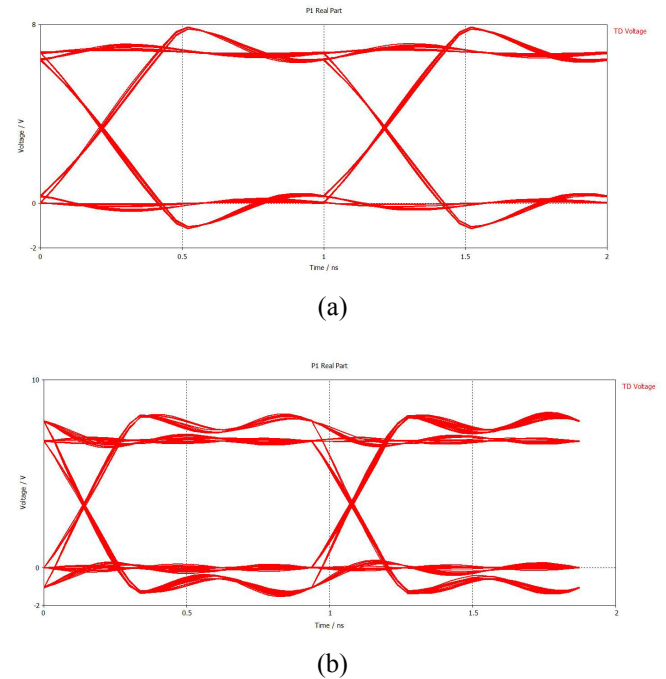 P1 Real Part
TD Voltage
8
0
-2
Voltage / V
0
0.5
1
1.5
2
Time / ns
(a)
P1 Real Part
TD Voltage
10
0
-2
Voltage / V
0
0.5
1
1.5
2
Time / ns
(b)